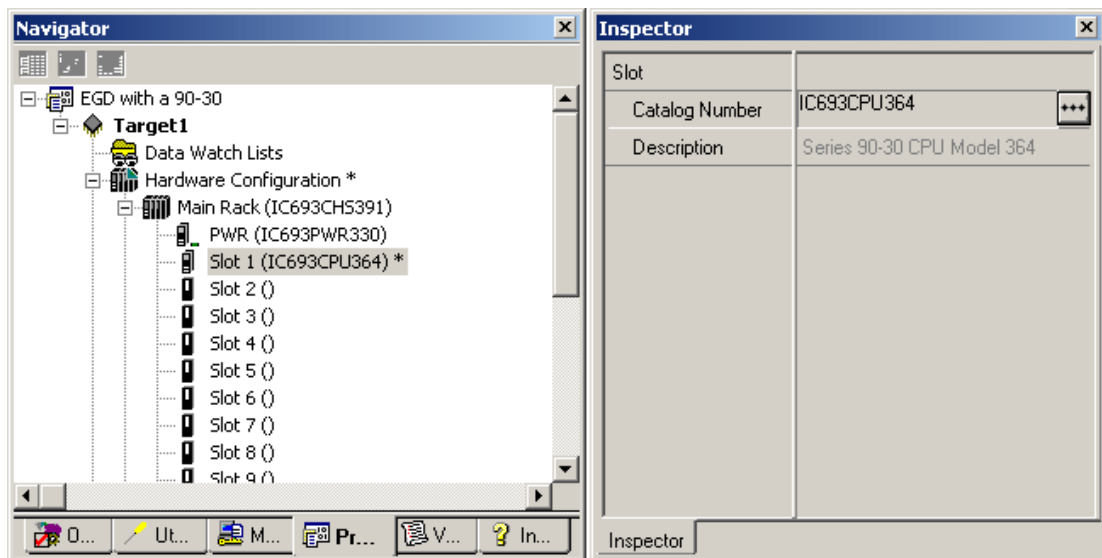 Navigator
EGD with a 90-30
Target1
Data Watch Lists
Hardware Configuration *
Main Rack (IC693CHS391)
PWR (IC693PWR330)
Slot 1 (IC693CPU364) *
Slot 2 ()
Slot 3 ()
Slot 4 ()
Slot 5 ()
Slot 6 ()
Slot 7 ()
Slot 8 ()
Slot 9 ()
O... Ut... M... Pr... V... In...
Inspector
Slot
Catalog Number IC693CPU364
Description Series 90-30 CPU Model 364
Inspector